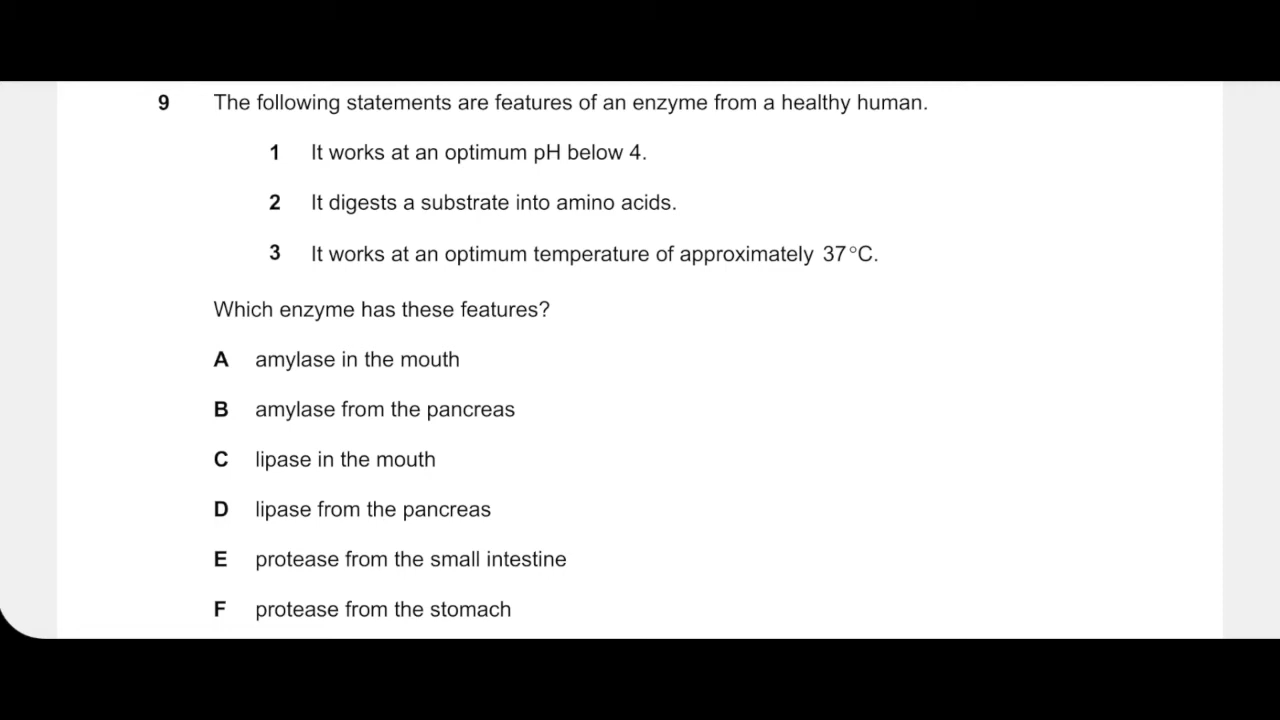 9 The following statements are features of an enzyme from a healthy human.
1 It works at an optimum pH below 4.
2 It digests a substrate into amino acids.
3 It works at an optimum temperature of approximately 37°C.
Which enzyme has these features?
A amylase in the mouth
B amylase from the pancreas
C lipase in the mouth
D lipase from the pancreas
E protease from the small intestine
F protease from the stomach